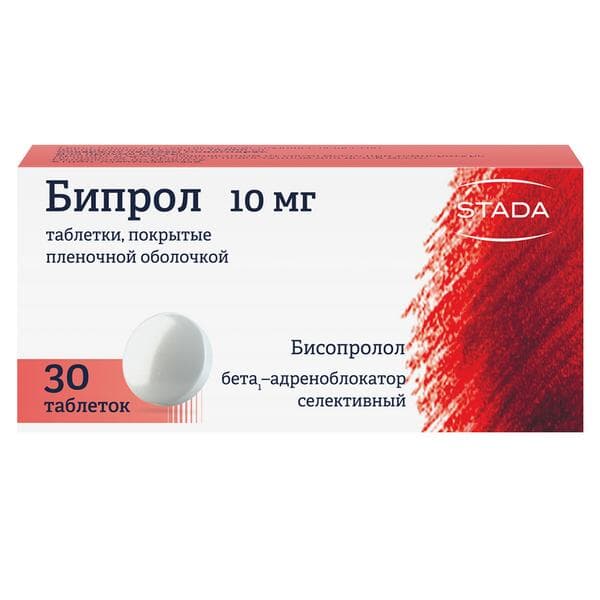 Бипрол 10 мг
STADA
таблетки, покрытые
пленочной оболочкой
30
таблеток
Бисопролол
бета₁–адреноблокатор
селективный